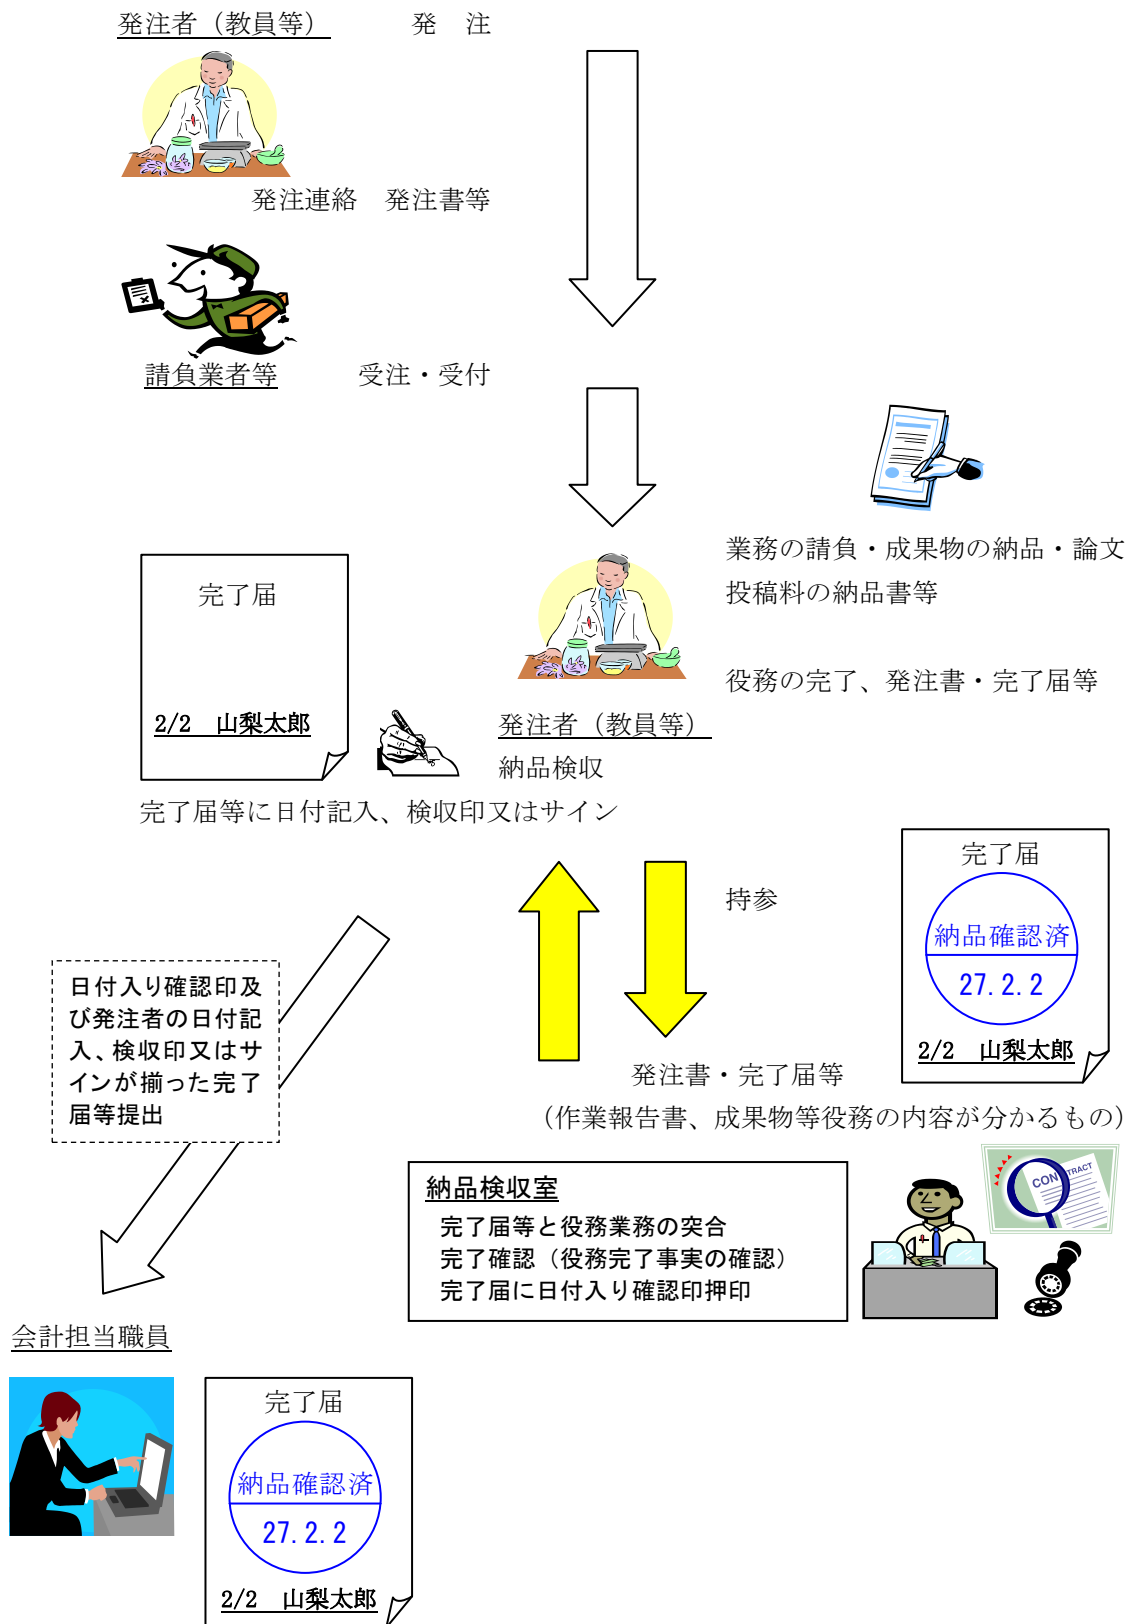 発注者（教員等）　　　発　注
発注連絡　発注書等
請負業者等　　　受注・受付
業務の請負・成果物の納品・論文
投稿料の納品書等
役務の完了、発注書・完了届等
完了届
2/2　山梨太郎
発注者（教員等）
納品検収
完了届等に日付記入、検収印又はサイン
持参
完了届
納品確認済
27.2.2
2/2　山梨太郎
日付入り確認印及
び発注者の日付記
入、検収印又はサ
インが揃った完了
届等提出
発注書・完了届等
（作業報告書、成果物等役務の内容が分かるもの）
納品検収室
完了届等と役務業務の突合
完了確認（役務完了事実の確認）
完了届に日付入り確認印押印
CONTRACT
会計担当職員
完了届
納品確認済
27.2.2
2/2　山梨太郎